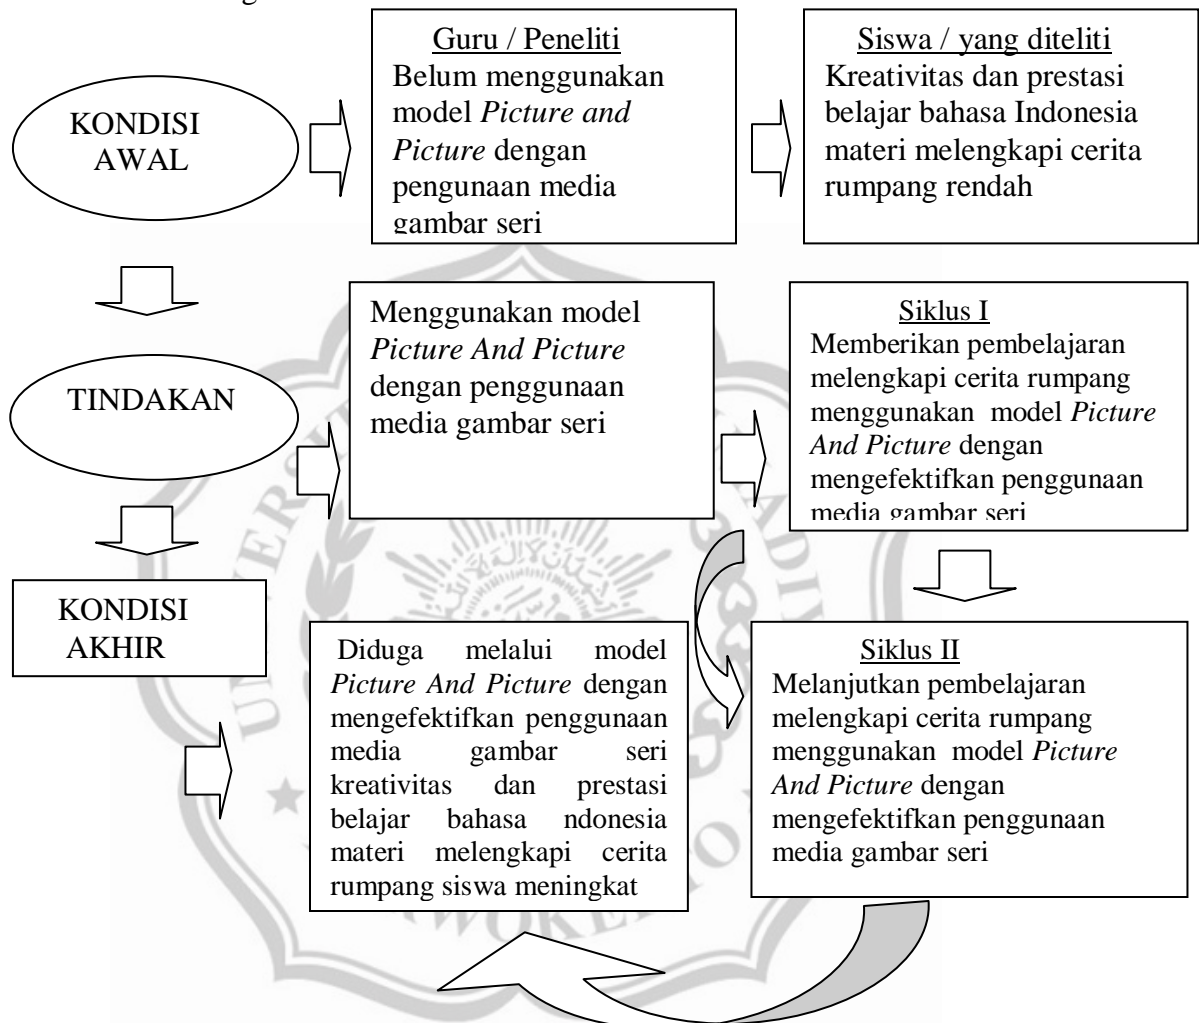 Guru / Peneliti
Belum menggunakan
model Picture and
Picture dengan
pengunaan media
gambar seri
Siswa / yang diteliti
Kreativitas dan prestasi
belajar bahasa Indonesia
materi melengkapi cerita
rumpang rendah
KONDISI
AWAL
Menggunakan model
Picture And Picture
dengan penggunaan
media gambar seri
Siklus I
Memberikan pembelajaran
melengkapi cerita rumpang
menggunakan model Picture
And Picture dengan
mengefektifkan penggunaan
media gambar seri
TINDAKAN
KONDISI
AKHIR
Diduga melalui model
Picture And Picture dengan
mengefektifkan penggunaan
media gambar seri
kreativitas dan prestasi
belajar bahasa ndonesia
materi melengkapi cerita
rumpang siswa meningkat
Siklus II
Melanjutkan pembelajaran
melengkapi cerita rumpang
menggunakan model Picture
And Picture dengan
mengefektifkan penggunaan
media gambar seri